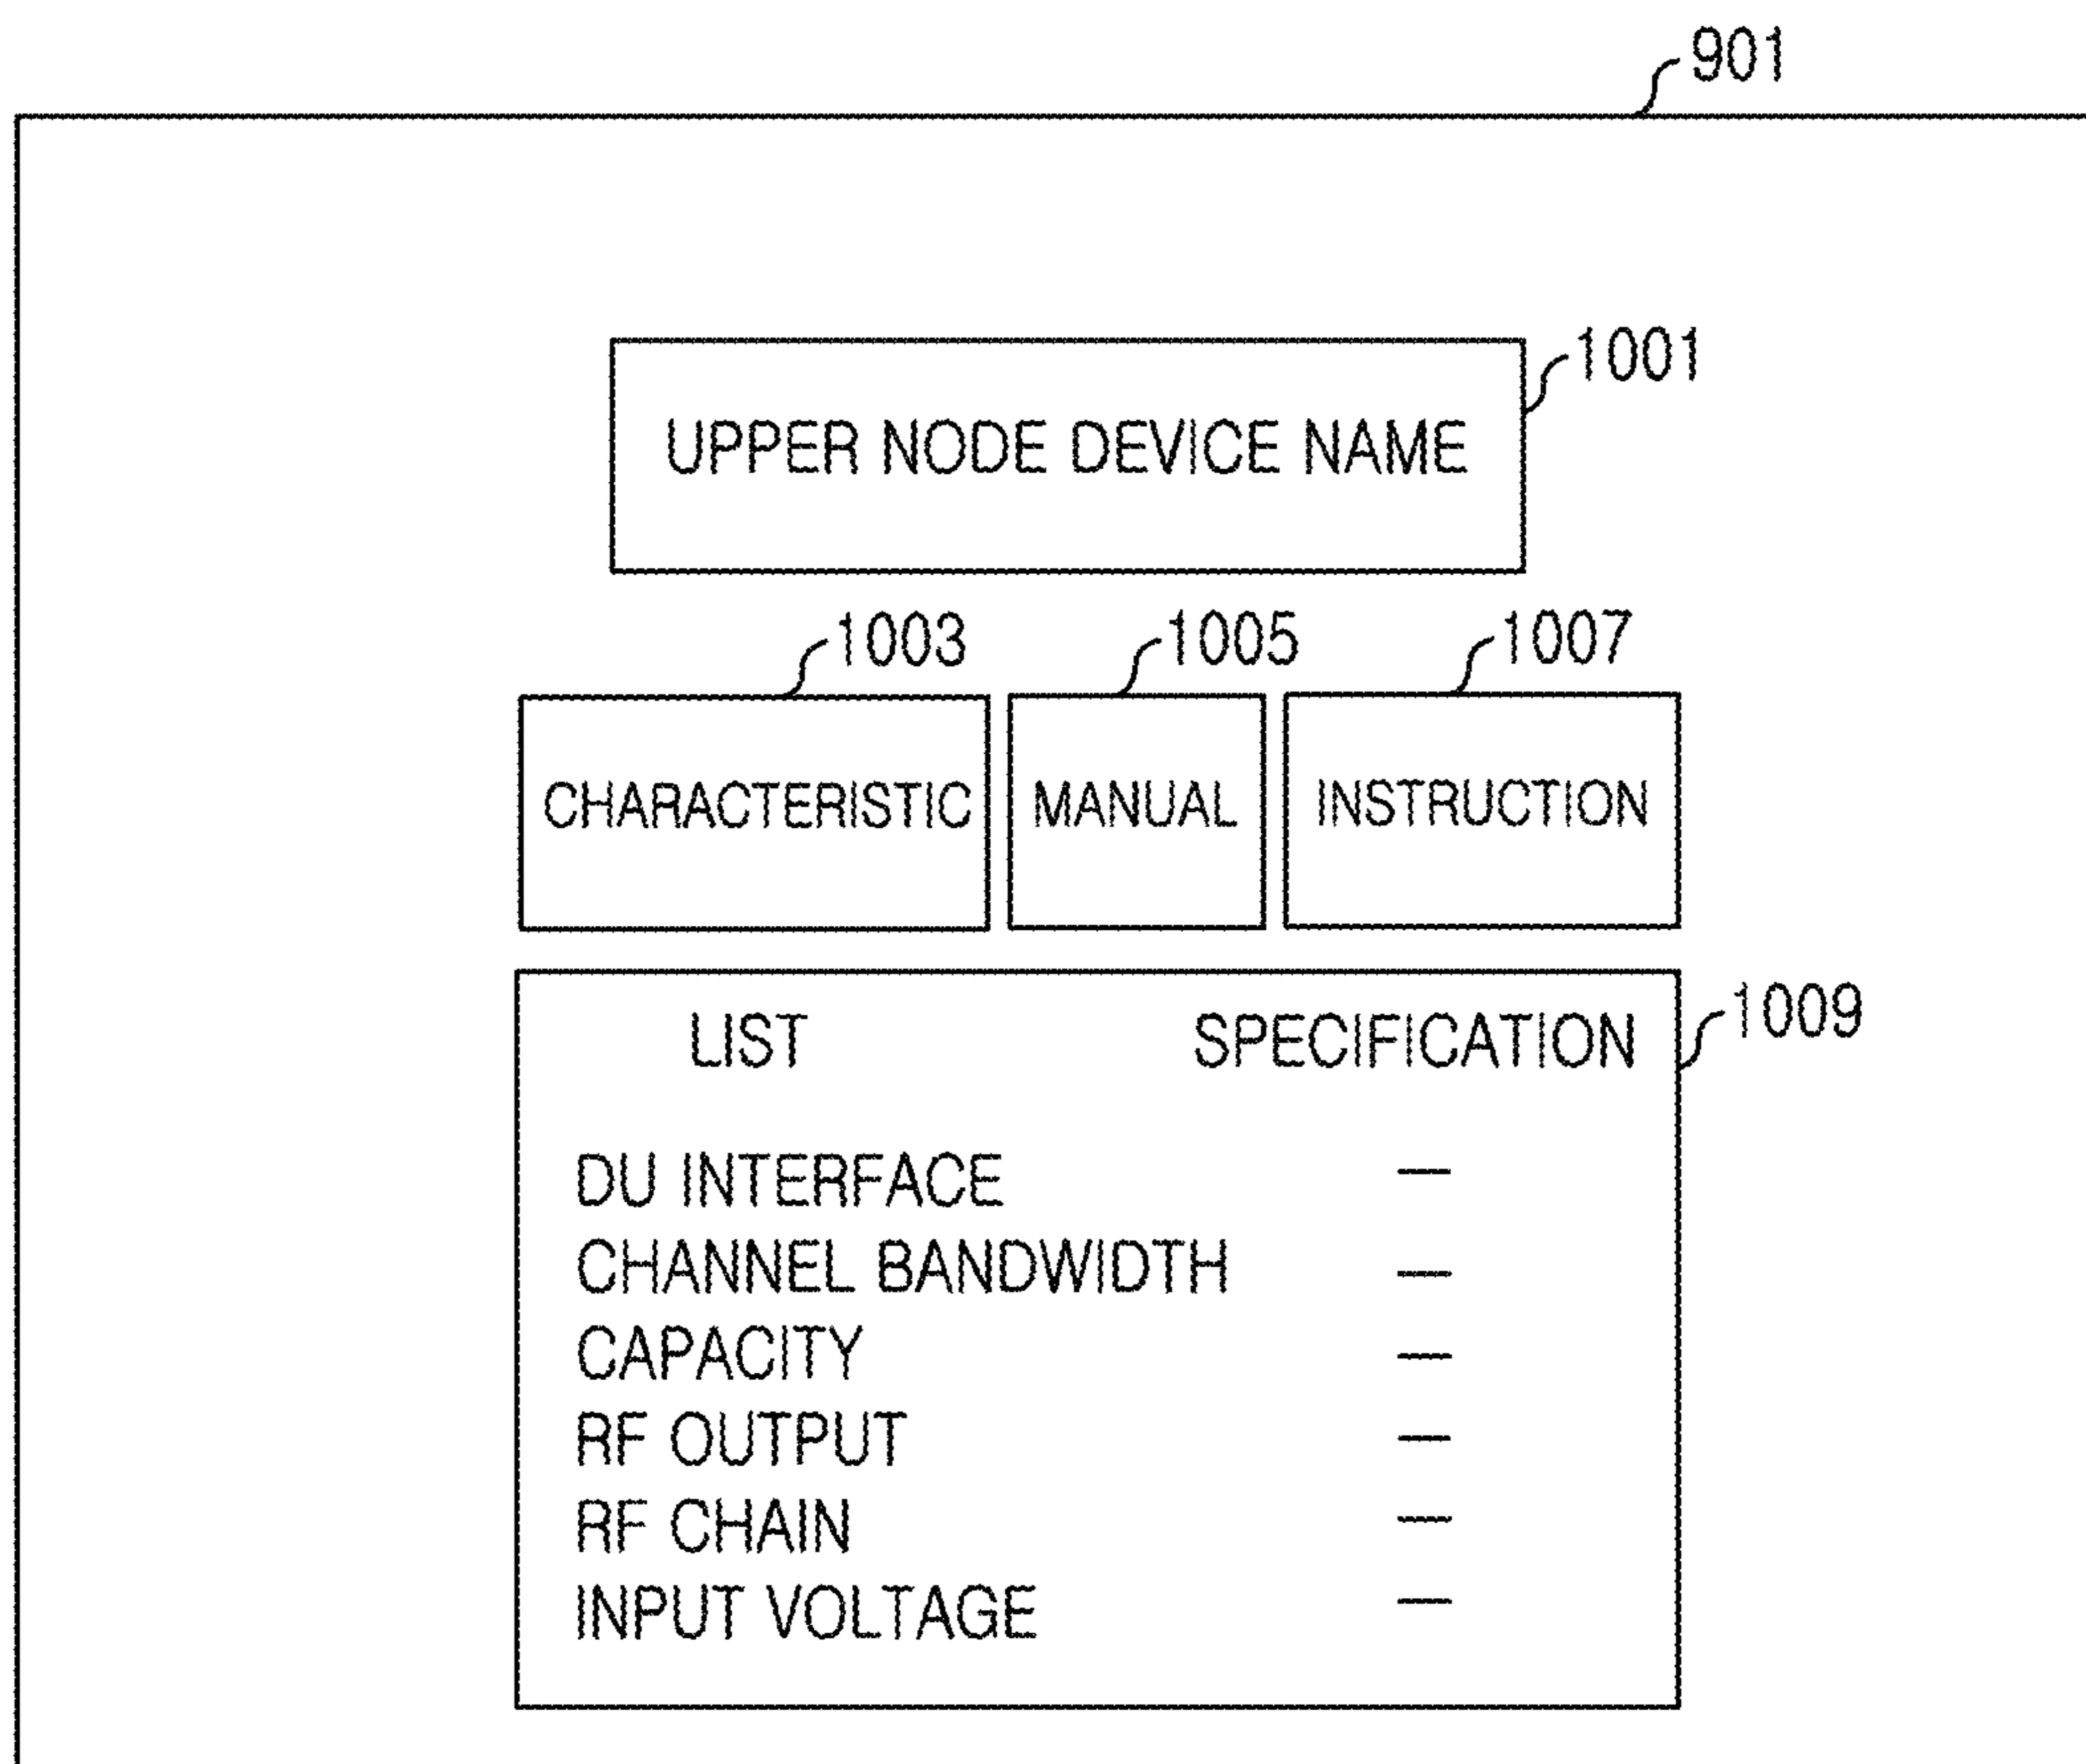 901
1001
UPPER NODE DEVICE NAME
1003 1005 1007
CHARACTERISTIC MANUAL INSTRUCTION
1009
LIST SPECIFICATION
DU INTERFACE —
CHANNEL BANDWIDTH —
CAPACITY —
RF OUTPUT —
RF CHAIN —
INPUT VOLTAGE —